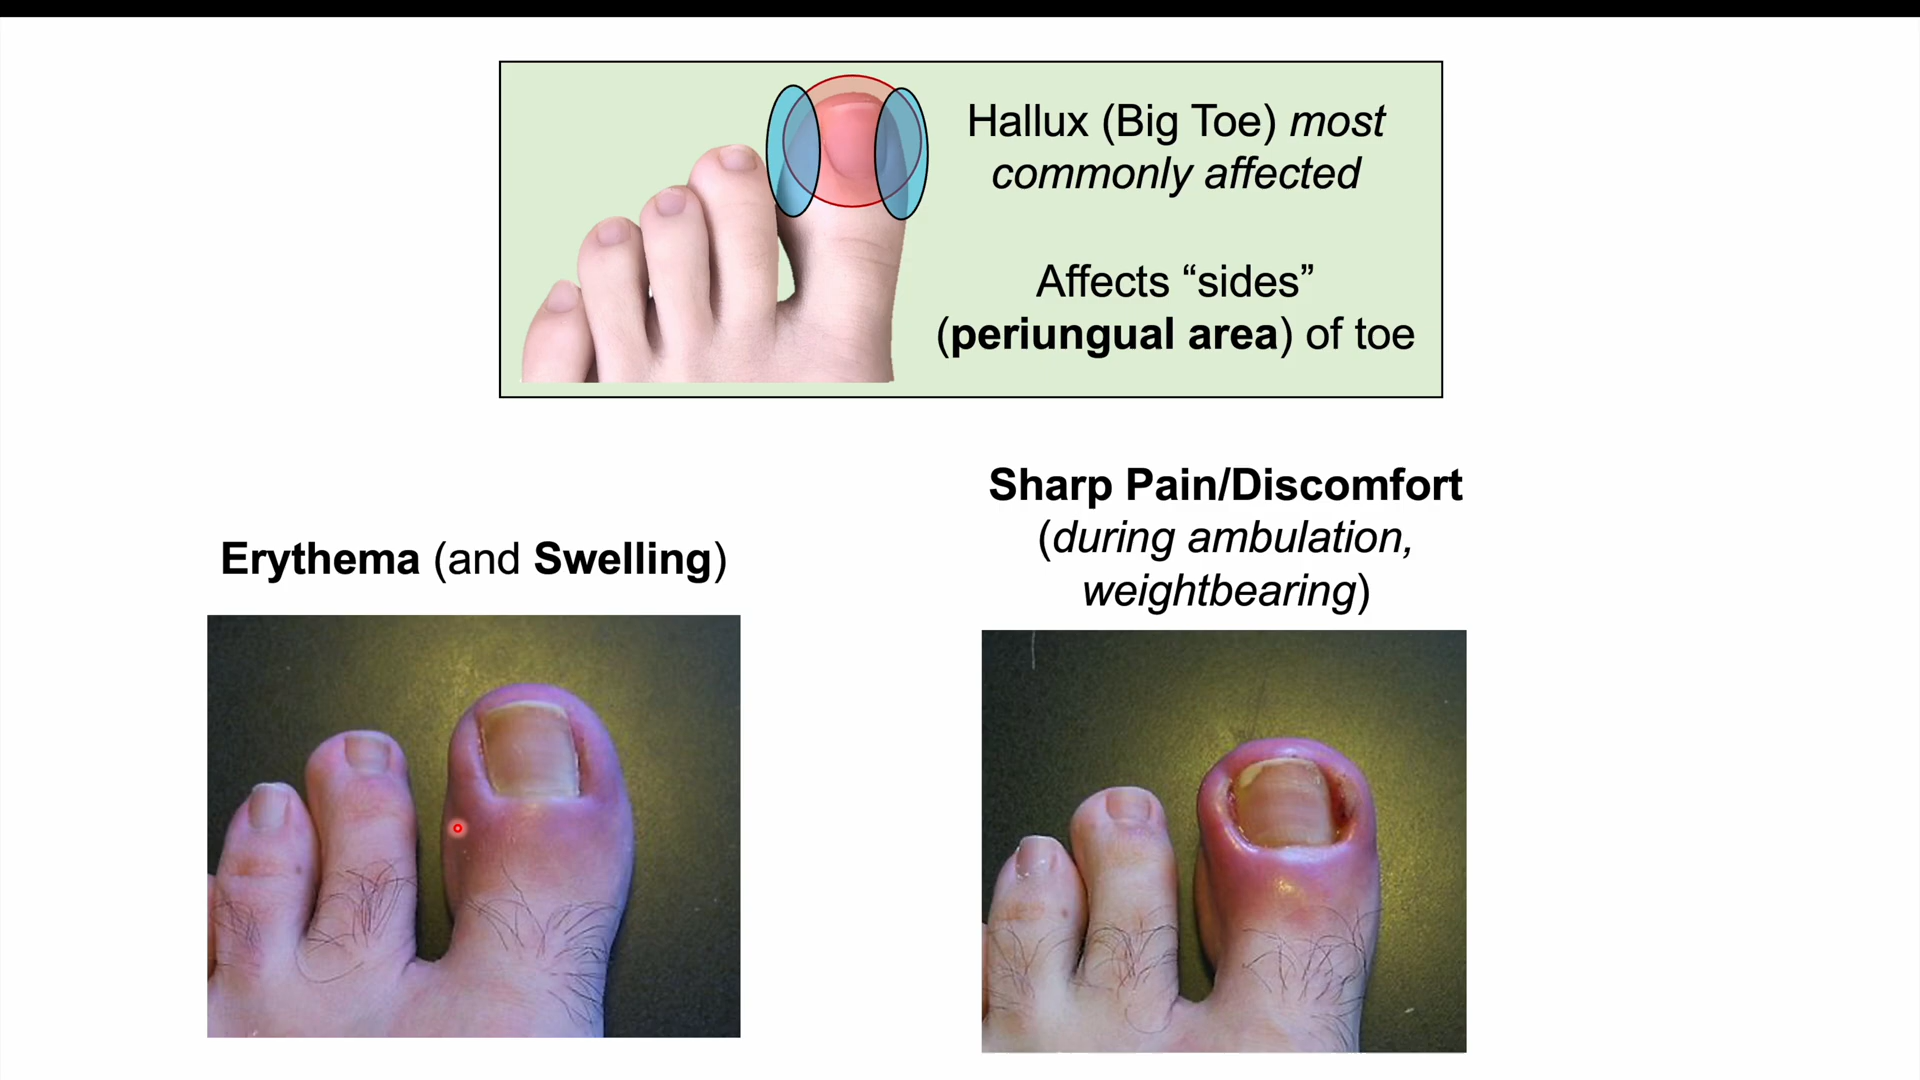 Hallux (Big Toe) most
commonly affected
Affects “sides”
(periungual area) of toe
Erythema (and Swelling)
Sharp Pain/Discomfort
(during ambulation,
weightbearing)